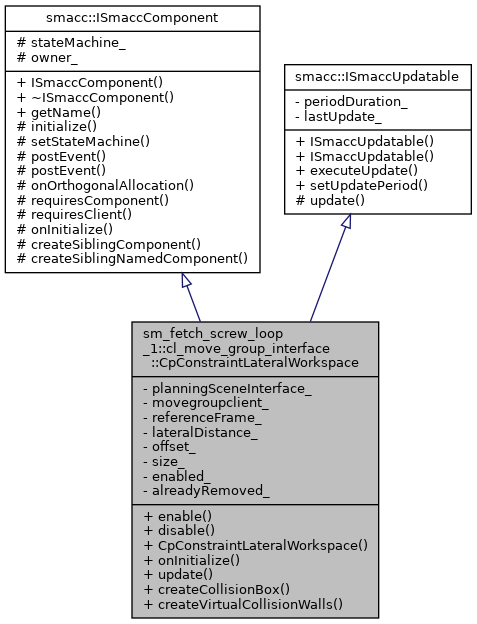 smacc::ISmaccComponent
# stateMachine_
# owner_
+ ISmaccComponent()
+ ~ISmaccComponent()
+ getName()
# initialize()
# setStateMachine()
# postEvent()
# postEvent()
# onOrthogonalAllocation()
# requiresComponent()
# requiresClient()
# onInitialize()
# createSiblingComponent()
# createSiblingNamedComponent()
smacc::ISmaccUpdatable
- periodDuration_
- lastUpdate_
+ ISmaccUpdatable()
+ ISmaccUpdatable()
+ executeUpdate()
+ setUpdatePeriod()
# update()
sm_fetch_screw_loop
_1::cl_move_group_interface
::CpConstraintLateralWorkspace
- planningSceneInterface_
- movegroupclient_
- referenceFrame_
- lateralDistance_
- offset_
- size_
- enabled_
- alreadyRemoved_
+ enable()
+ disable()
+ CpConstraintLateralWorkspace()
+ onInitialize()
+ update()
+ createCollisionBox()
+ createVirtualCollisionWalls()